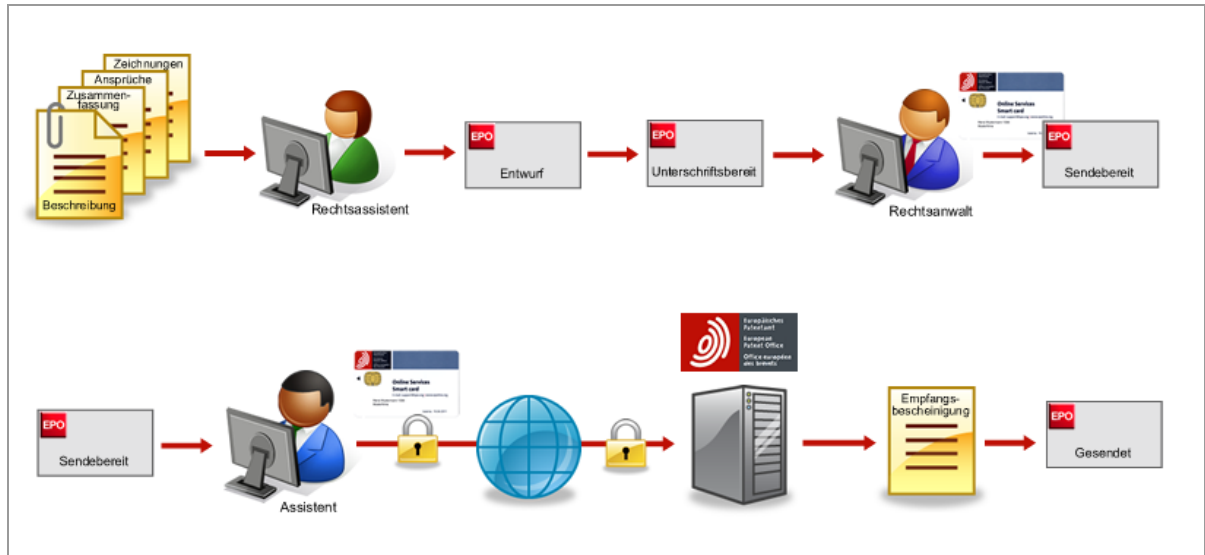 Zeichnungen
Ansprüche
Zusammen-
fassung
Beschreibung
Rechtsassistent
EPO
Entwurf
EPO
Unterschriftsbereit
Rechtsanwalt
Online Services
Smart card
EPO
Sendebereit
EPO
Sendebereit
Assistent
Online Services
Smart card
Europäisches
Patentamt
European
Patent Office
Office européen
des brevets
Empfangs-
bescheinigung
EPO
Gesendet